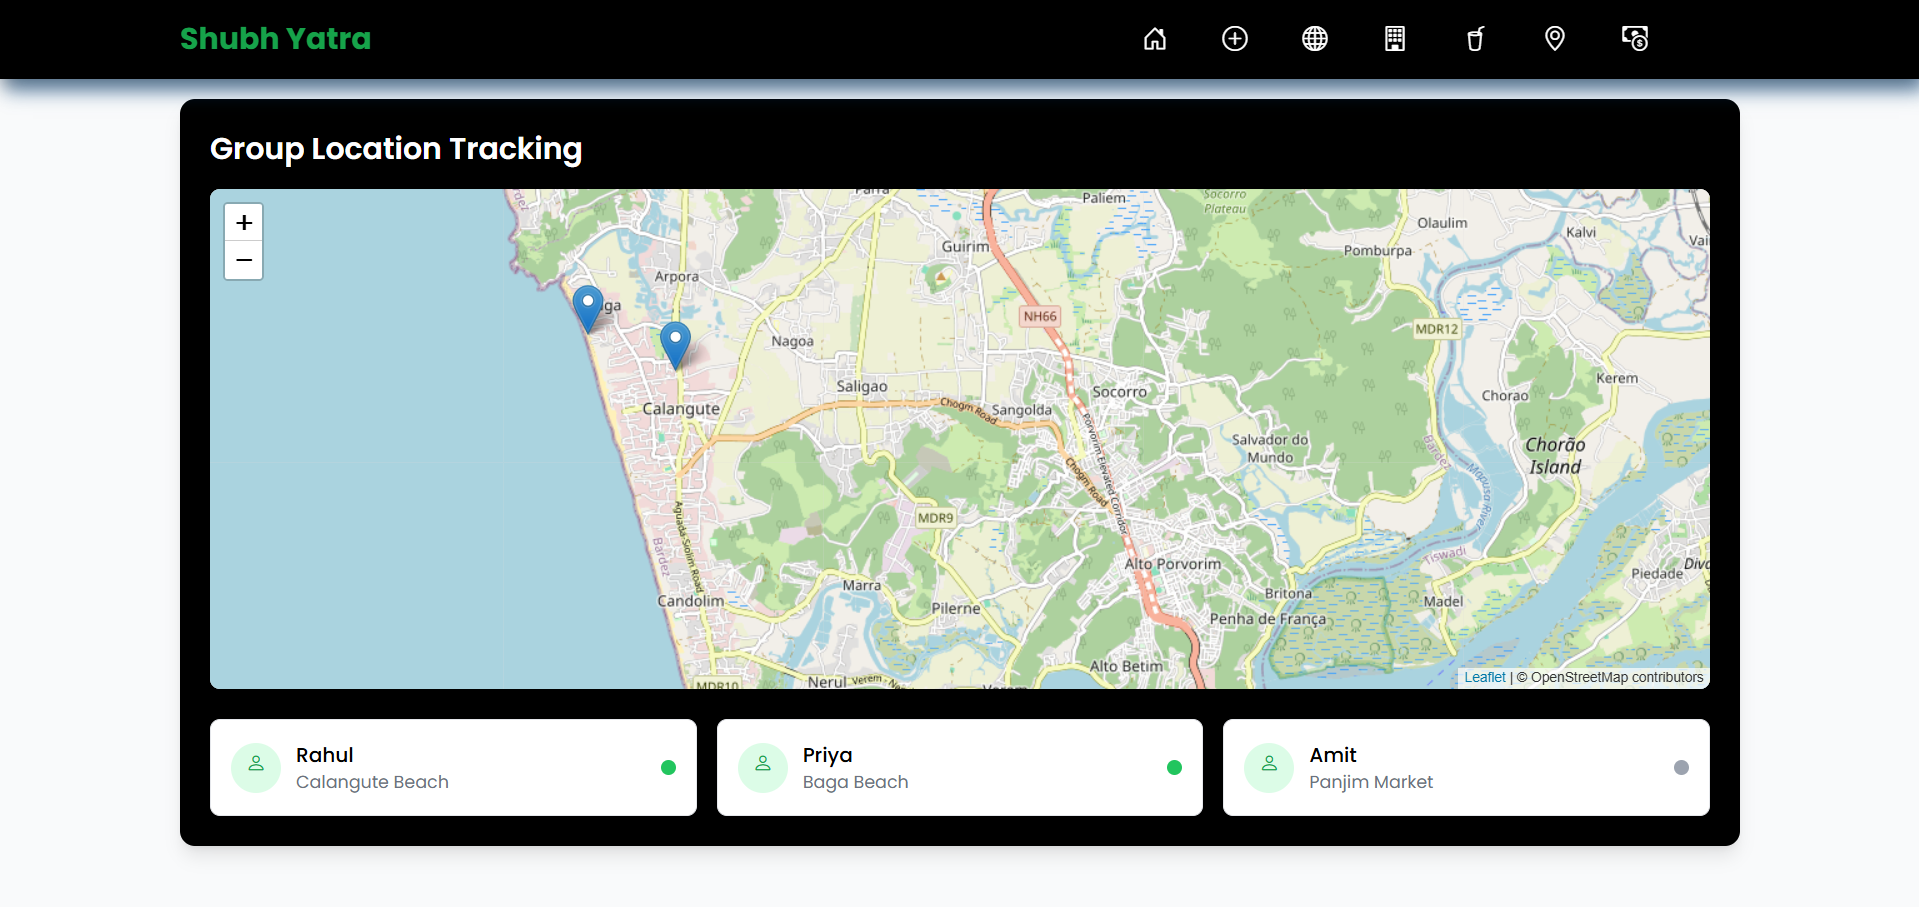 Shubh Yatra
Group Location Tracking
+
−
Parra
Paliem
Socorro
Plateau
Olaulim
Kalvi
Guirim
Pomburpa
Arpora
NH66
MDR12
Nagoa
Saligao
Socorro
Kerem
Chorao
Calangute
Chogm Road
Sangolda
Salvador do
Mundo
Bardez
Chorão
Island
Porvorim Elevated Corridor
Chogm Road
Mapusa River
MDR9
Aguada-Siolim Road
Bardez
Alto Porvorim
Tiswadi
Piedade
Marra
Candolim
Pilerne
Britona
Madel
Penha de França
Alto Betim
Nerul
MDR10
Leaflet | © OpenStreetMap contributors
Rahul
Calangute Beach
Priya
Baga Beach
Amit
Panjim Market